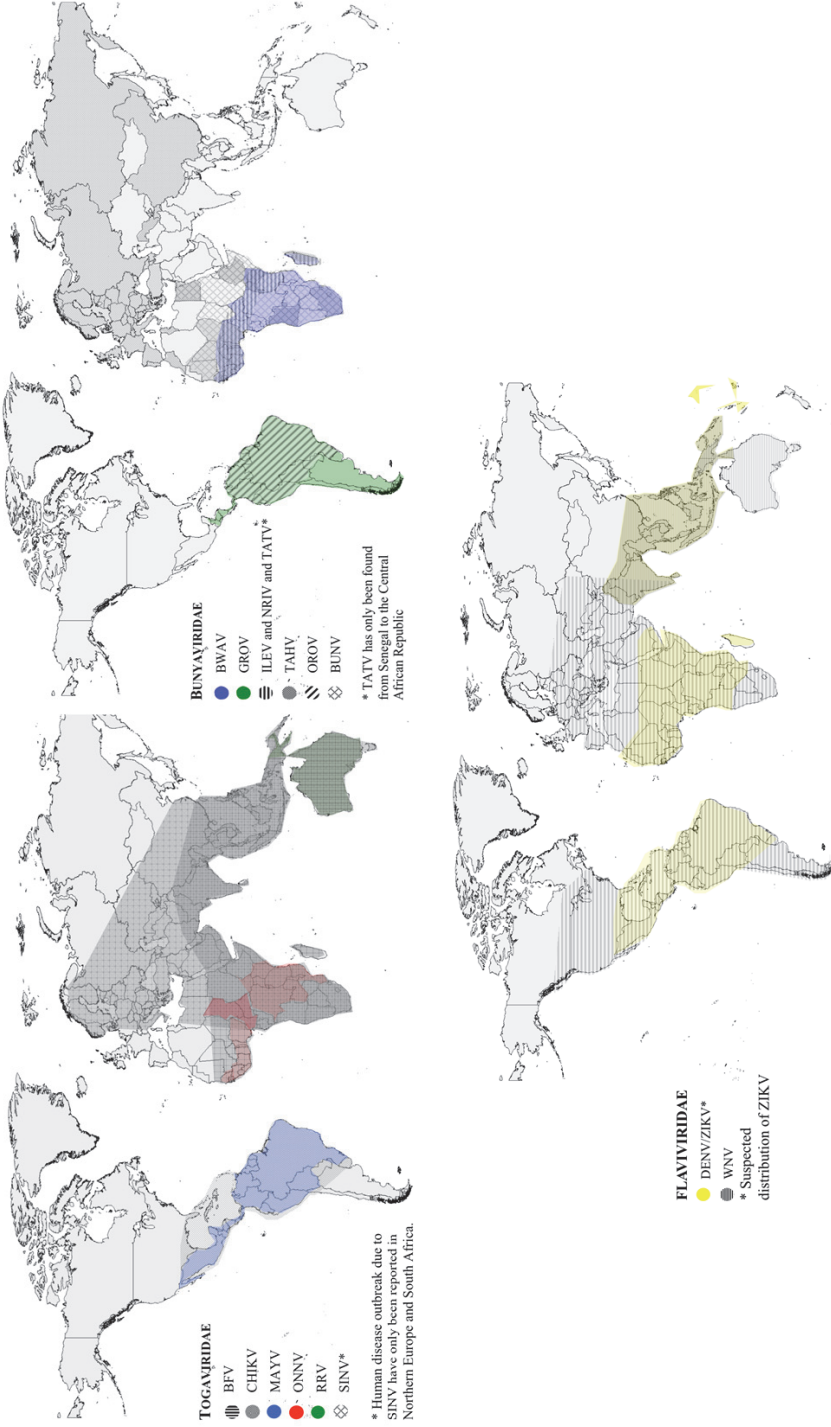 TOGAVIRIDAE
BFV
CHIKV
MAYV
ONNV
RRV
SINV*
* Human disease outbreak due to
SINV have only been reported in
Northern Europe and South Africa.
BUNYAVIRIDAE
BWAV
GROV
ILEV and NRIV and TATV*
TAHV
OROV
BUNV
* TATV has only been found
from Senegal to the Central
African Republic
FLAVIVIRIDAE
DENV/ZIKV*
WNV
* Suspected
distribution of ZIKV